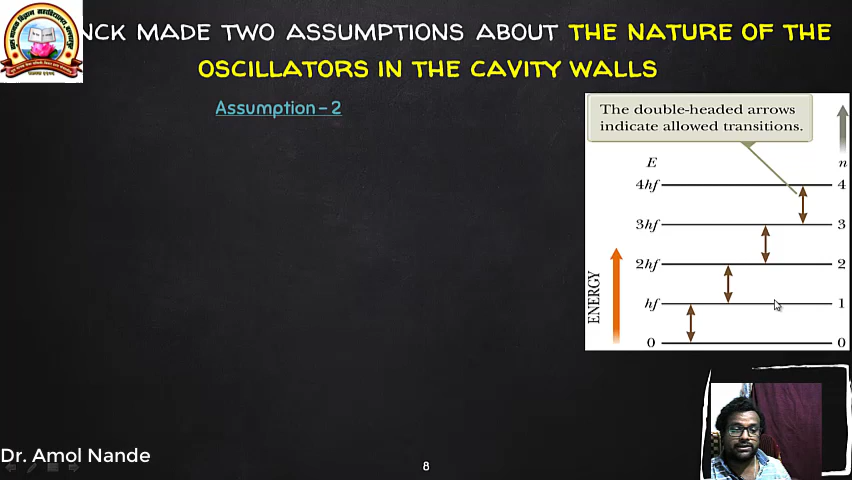 NCK MADE TWO ASSUMPTIONS ABOUT THE NATURE OF THE
OSCILLATORS IN THE CAVITY WALLS
Assumption – 2
The double-headed arrows
indicate allowed transitions.
E
n
4hf
4
3hf
3
2hf
2
hf
1
0
0
ENERGY
Dr. Amol Nande
8